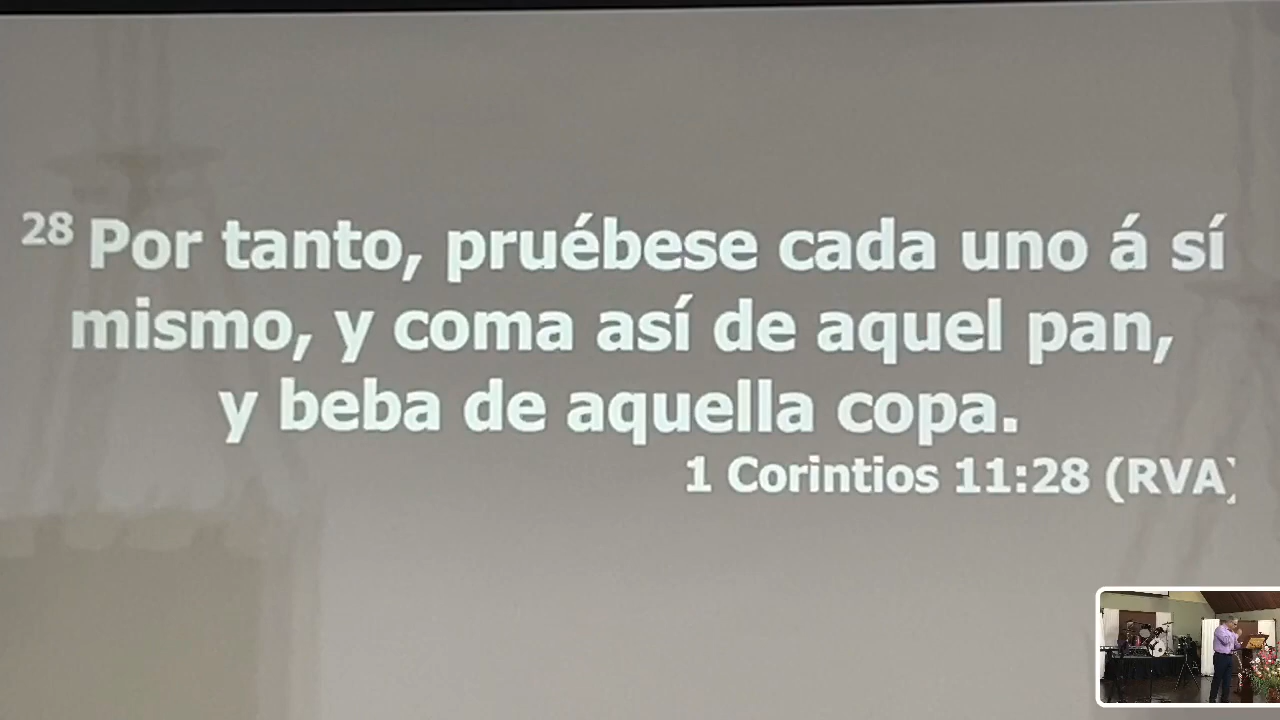 28 Por tanto, pruébese cada uno á sí
mismo, y coma así de aquel pan,
y beba de aquella copa.
1 Corintios 11:28 (RVA)